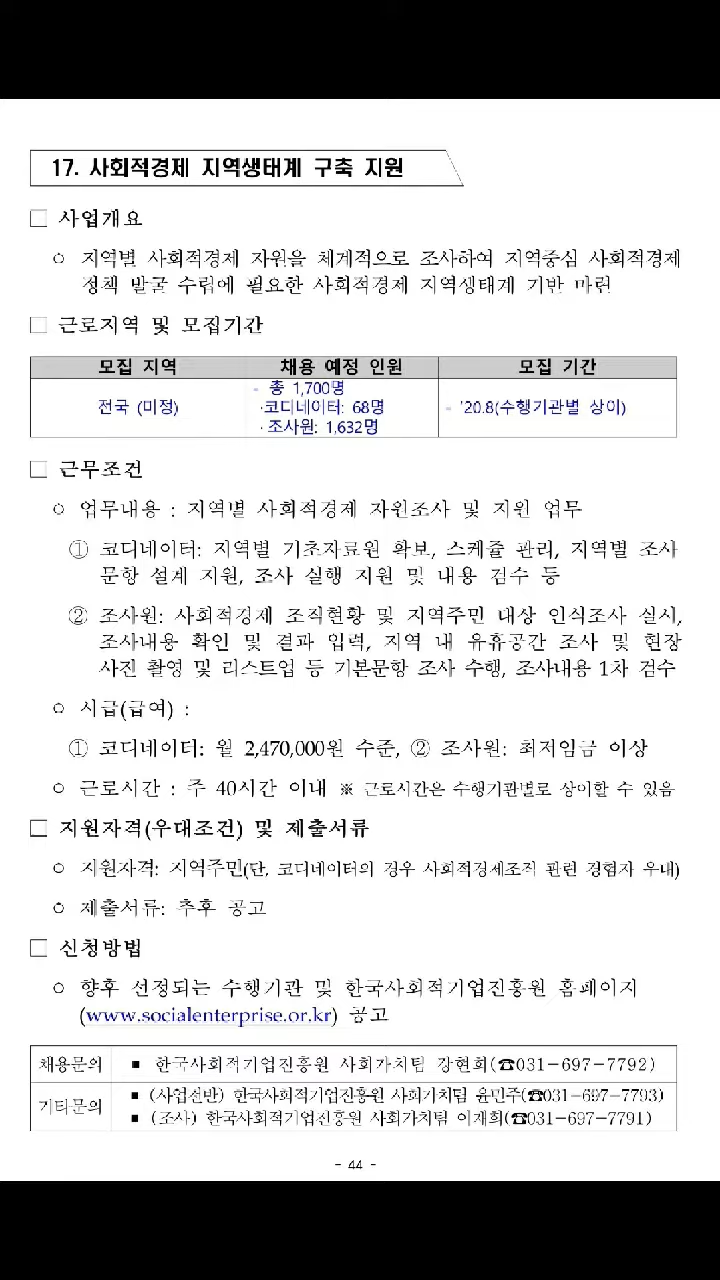 17. 사회적경제 지역생태계 구축 지원
□ 사업개요
○ 지역별 사회적경제 자원을 체계적으로 조사하여 지역중심 사회적경제
정책 발굴 수립에 필요한 사회적경제 지역생태계 기반 마련
□ 근로지역 및 모집기간
모집 지역 채용 예정 인원 모집 기간
- 총 1,700명
전국 (미정) ·코디네이터: 68명 - '20.8(수행기관별 상이)
· 조사원: 1,632명
□ 근무조건
○ 업무내용 : 지역별 사회적경제 자원조사 및 지원 업무
① 코디네이터: 지역별 기초자료원 확보, 스케쥴 관리, 지역별 조사
문항 설계 지원, 조사 실행 지원 및 내용 검수 등
② 조사원: 사회적경제 조직현황 및 지역주민 대상 인식조사 실시,
조사내용 확인 및 결과 입력, 지역 내 유휴공간 조사 및 현장
사진 촬영 및 리스트업 등 기본문항 조사 수행, 조사내용 1차 검수
○ 시급(급여) :
① 코디네이터: 월 2,470,000원 수준, ② 조사원: 최저임금 이상
○ 근로시간 : 주 40시간 이내 ※ 근로시간은 수행기관별로 상이할 수 있음
□ 지원자격(우대조건) 및 제출서류
○ 지원자격: 지역주민(단, 코디네이터의 경우 사회적경제조직 관련 경험자 우대)
○ 제출서류: 추후 공고
□ 신청방법
○ 향후 선정되는 수행기관 및 한국사회적기업진흥원 홈페이지
(www.socialenterprise.or.kr) 공고
채용문의 ▪ 한국사회적기업진흥원 사회가치팀 강현희(☎031-697-7792)
▪ (사업전반) 한국사회적기업진흥원 사회가치팀 윤민주(☎031-697-7793)
기타문의
▪ (조사) 한국사회적기업진흥원 사회가치팀 이재희(☎031-697-7791)
- 44 -